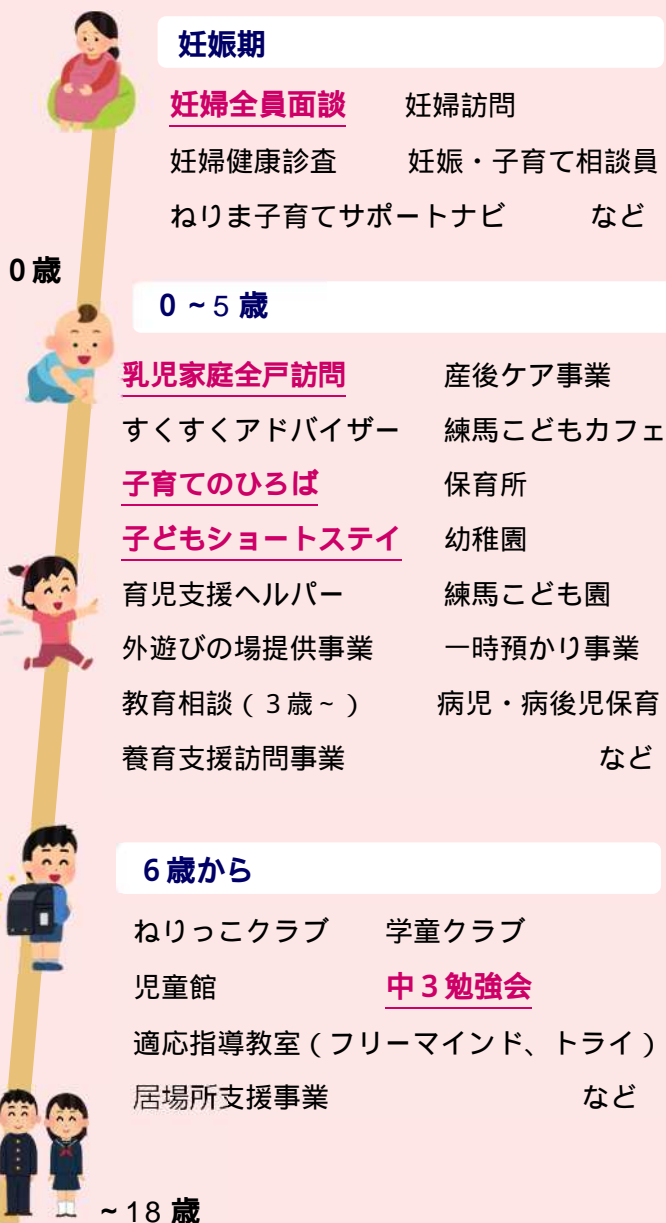 妊娠期
妊婦全員面談 妊婦訪問
妊婦健康診査 妊娠・子育て相談員
ねりま子育てサポートナビ など
0歳
0~5歳
乳児家庭全戸訪問 産後ケア事業
すくすくアドバイザー 練馬こどもカフェ
子育てのひろば 保育所
子どもショートステイ 幼稚園
育児支援ヘルパー 練馬こども園
外遊びの場提供事業 一時預かり事業
教育相談(3歳~) 病児・病後児保育
養育支援訪問事業 など
6歳から
ねりっこクラブ 学童クラブ
児童館 中3勉強会
適応指導教室(フリーマインド、トライ)
居場所支援事業 など
~18歳